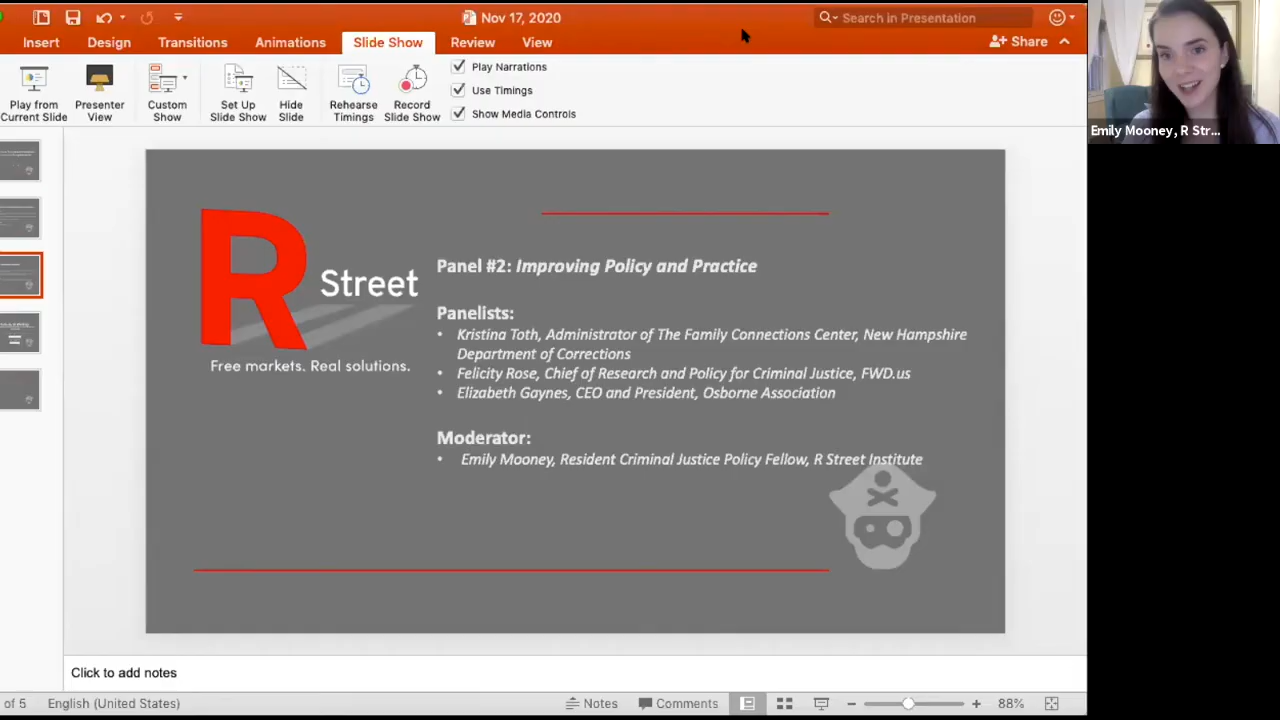 Nov 17, 2020
Search in Presentation
Insert Design Transitions Animations Slide Show Review View
Share
Play from Current Slide
Presenter View
Custom Show
Set Up Slide Show
Hide Slide
Rehearse Timings
Record Slide Show
Play Narrations
Use Timings
Show Media Controls
Emily Mooney, R Str...
R Street
Free markets. Real solutions.
Panel #2: Improving Policy and Practice
Panelists:
• Kristina Toth, Administrator of The Family Connections Center, New Hampshire
Department of Corrections
• Felicity Rose, Chief of Research and Policy for Criminal Justice, FWD.us
• Elizabeth Gaynes, CEO and President, Osborne Association
Moderator:
• Emily Mooney, Resident Criminal Justice Policy Fellow, R Street Institute
Click to add notes
of 5 English (United States) Notes Comments 88%